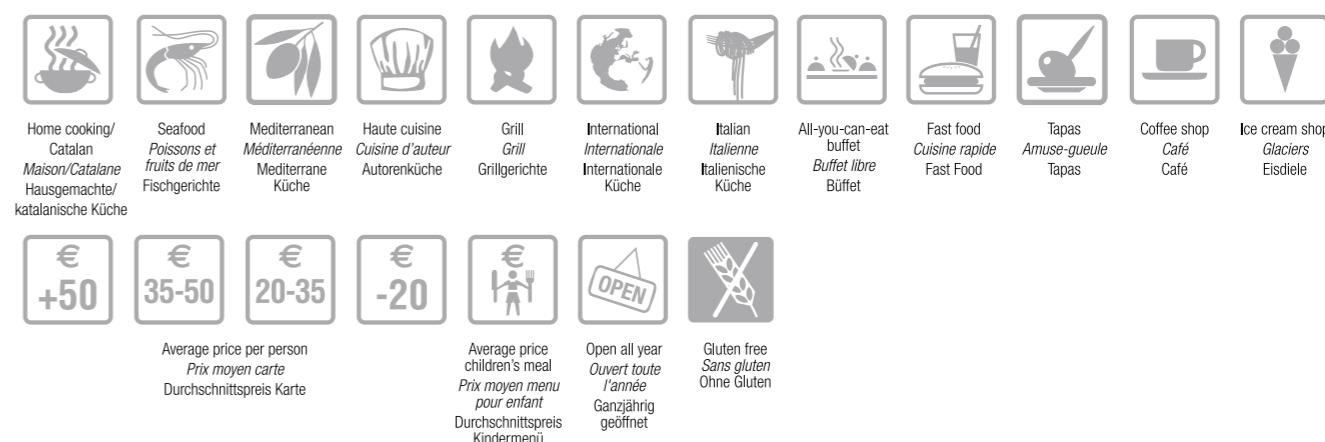 Home cooking/
Catalan
Maison/Catalane
Hausgemachte/
katalanische Küche
Seafood
Poissons et
fruits de mer
Fischgerichte
Mediterranean
Méditerranéenne
Mediterrane
Küche
Haute cuisine
Cuisine d'auteur
Autorenküche
Grill
Grill
Grillgerichte
International
Internationale
Internationale
Küche
Italian
Italienne
Italienische
Küche
All-you-can-eat
buffet
Buffet libre
Büffet
Fast food
Cuisine rapide
Fast Food
Tapas
Amuse-gueule
Tapas
Coffee shop
Café
Café
Ice cream shop
Glaciers
Eisdiele
€
+50
€
35-50
€
20-35
€
-20
Average price per person
Prix moyen carte
Durchschnittspreis Karte
€
Average price
children's meal
Prix moyen menu
pour enfant
Durchschnittspreis
Kindermenü
OPEN
Open all year
Ouvert toute
l'année
Ganzjährig
geöffnet
Gluten free
Sans gluten
Ohne Gluten